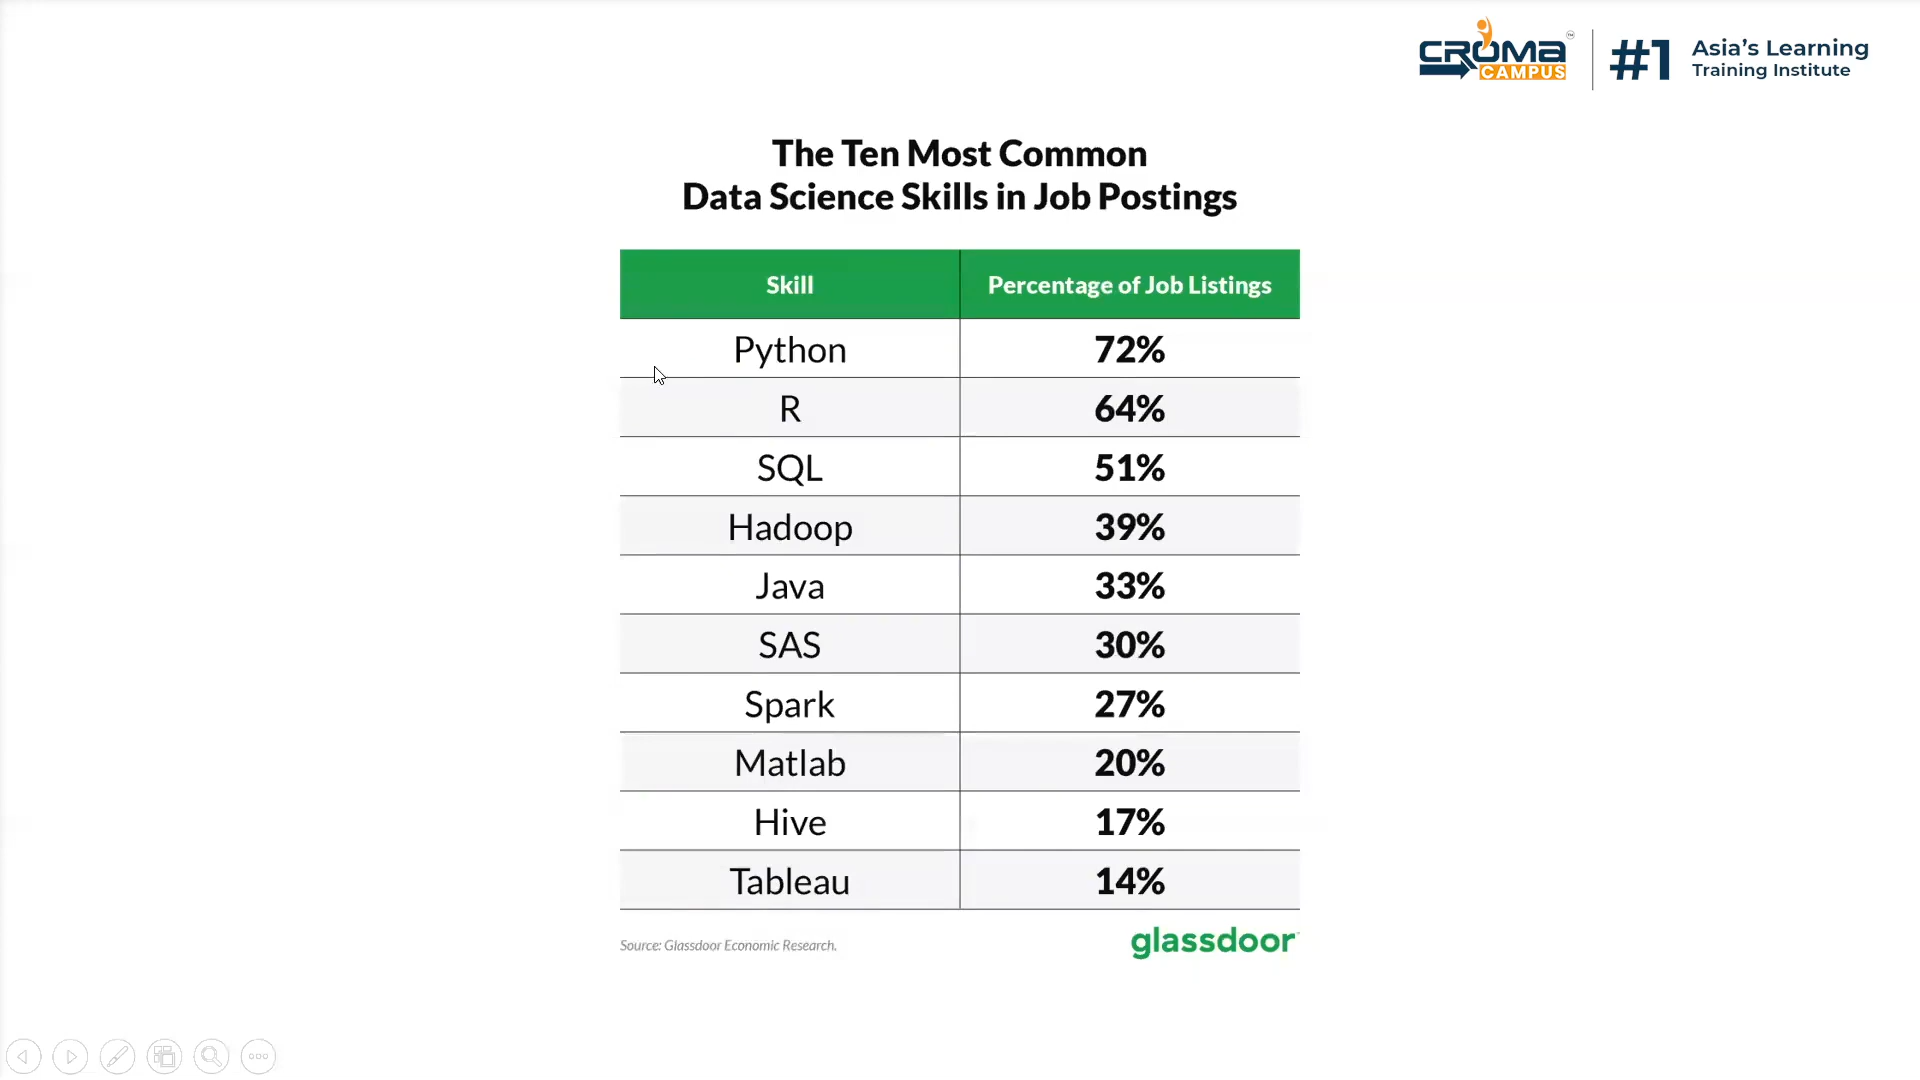 CROMA CAMPUS
#1
Asia's Learning
Training Institute
The Ten Most Common
Data Science Skills in Job Postings
Skill Percentage of Job Listings
Python 72%
R 64%
SQL 51%
Hadoop 39%
Java 33%
SAS 30%
Spark 27%
Matlab 20%
Hive 17%
Tableau 14%
Source: Glassdoor Economic Research.
glassdoor